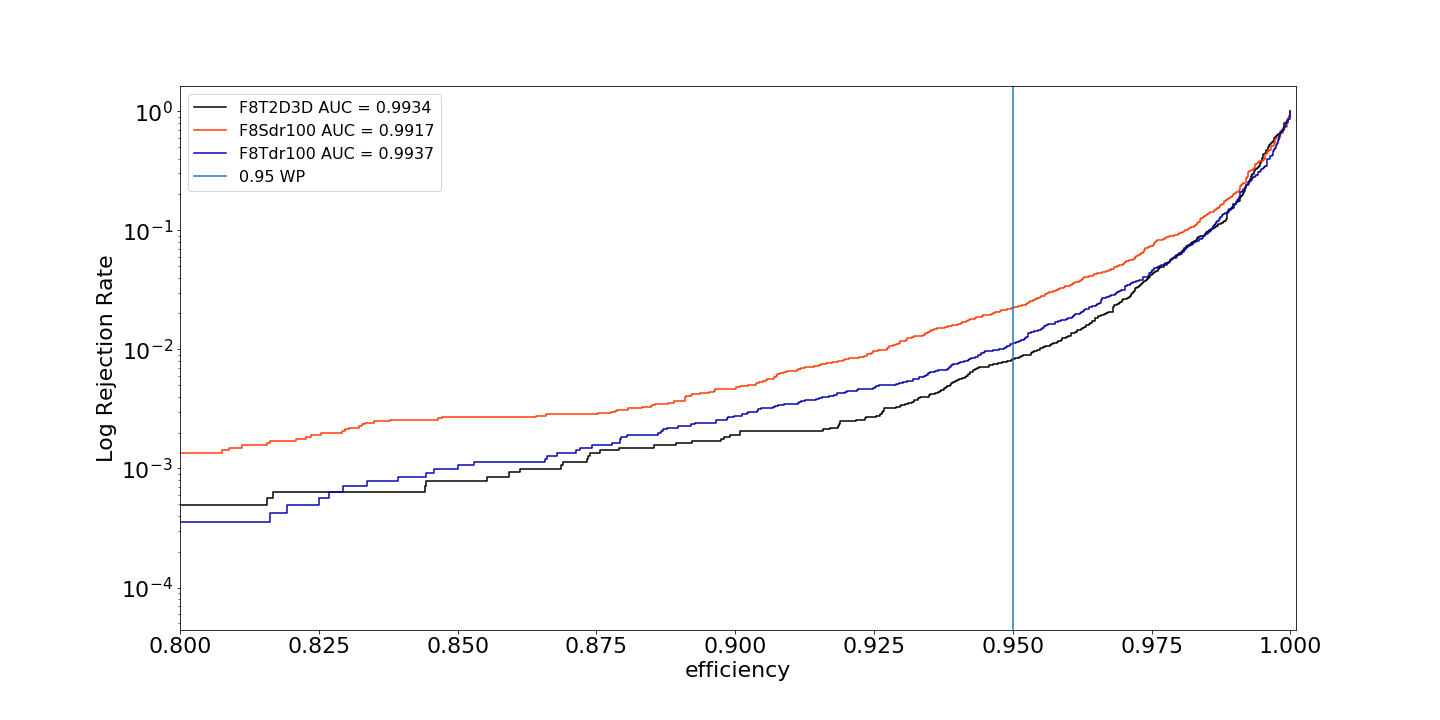 F8T2D3D AUC = 0.9934
F8Sdr100 AUC = 0.9917
F8Tdr100 AUC = 0.9937
0.95 WP
Log Rejection Rate
10⁰
10⁻¹
10⁻²
10⁻³
10⁻⁴
0.800 0.825 0.850 0.875 0.900 0.925 0.950 0.975 1.000
efficiency